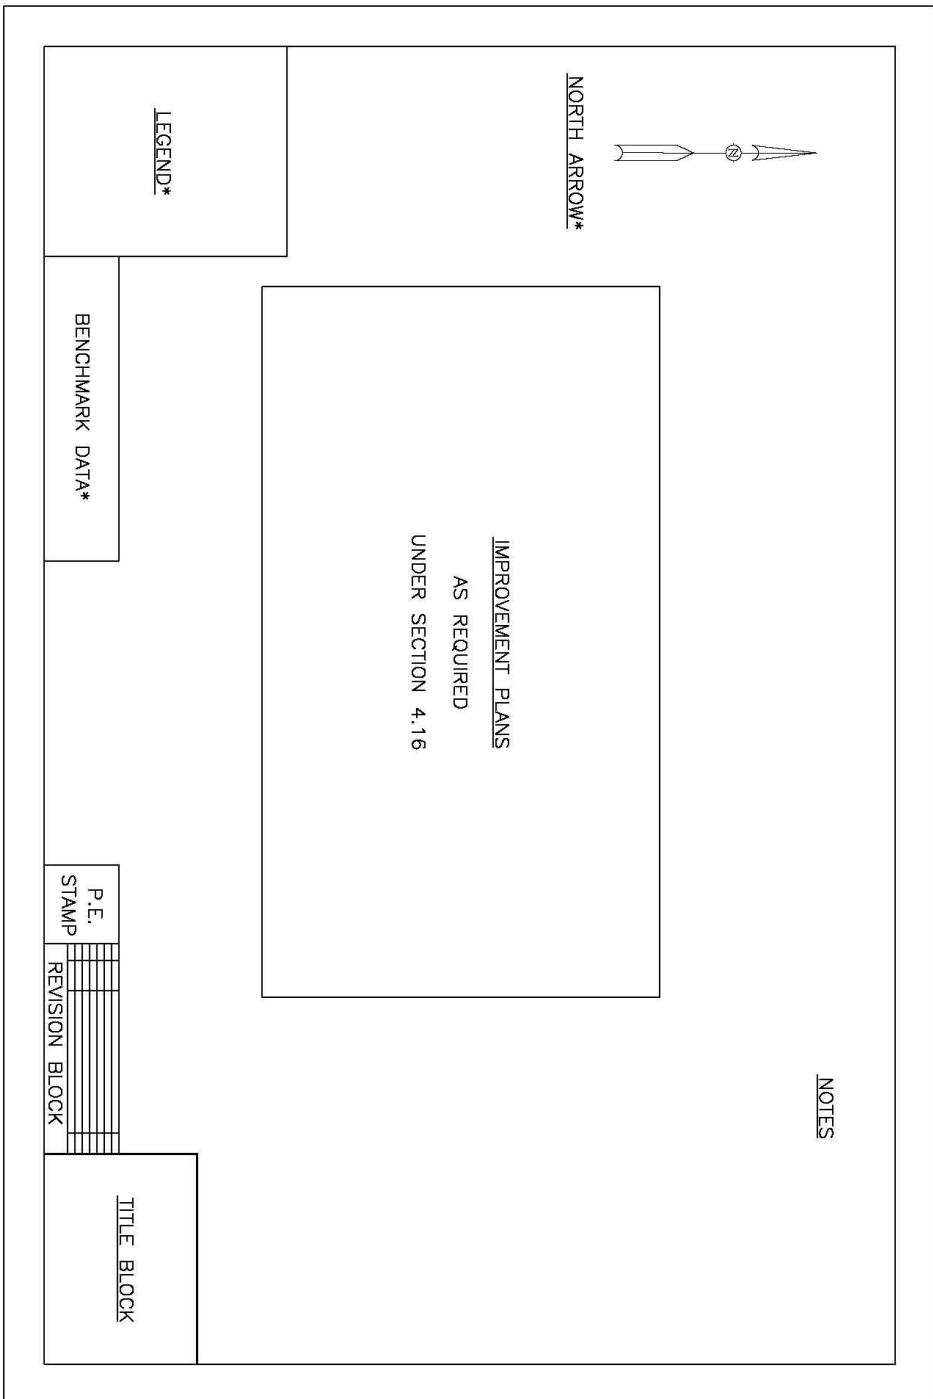 NORTH ARROW*
NOTES
IMPROVEMENT PLANS
AS REQUIRED
UNDER SECTION 4.16
LEGEND*
BENCHMARK DATA*
P.E.
STAMP
REVISION BLOCK
TITLE BLOCK
N